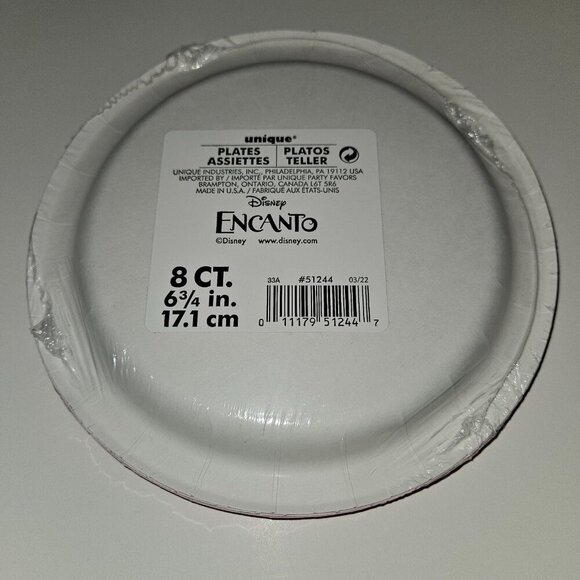 unique®
PLATES | PLATOS
ASSIETTES | TELLER
UNIQUE INDUSTRIES, INC., PHILADELPHIA, PA 19112 USA
IMPORTED BY / IMPORTÉ PAR UNIQUE PARTY FAVORS
BRAMPTON, ONTARIO, CANADA L6T 5R6
MADE IN U.S.A. / FABRIQUÉ AUX ÉTATS-UNIS
Disney
ENCANTO
©Disney www.disney.com
8 CT.
6¾ in.
17.1 cm
33A #51244 03/22
0 11179 51244 7